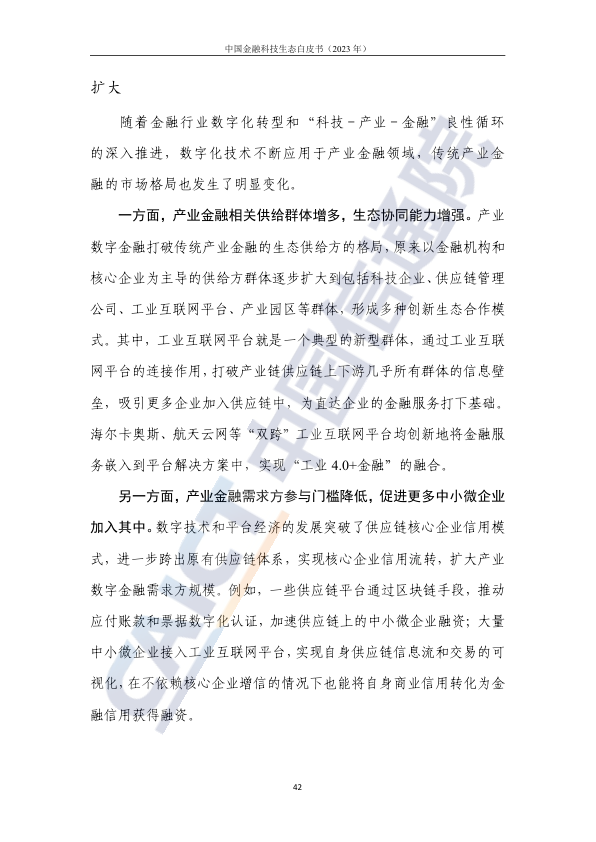 中国金融科技生态白皮书（2023 年）
扩大
随着金融行业数字化转型和“科技－产业－金融”良性循环
的深入推进，数字化技术不断应用于产业金融领域，传统产业金
融的市场格局也发生了明显变化。
一方面，产业金融相关供给群体增多，生态协同能力增强。产业
数字金融打破传统产业金融的生态供给方的格局，原来以金融机构和
核心企业为主导的供给方群体逐步扩大到包括科技企业、供应链管理
公司、工业互联网平台、产业园区等群体，形成多种创新生态合作模
式。其中，工业互联网平台就是一个典型的新型群体，通过工业互联
网平台的连接作用，打破产业链供应链上下游几乎所有群体的信息壁
垒，吸引更多企业加入供应链中，为直达企业的金融服务打下基础。
海尔卡奥斯、航天云网等“双跨”工业互联网平台均创新地将金融服
务嵌入到平台解决方案中，实现“工业 4.0+金融”的融合。
另一方面，产业金融需求方参与门槛降低，促进更多中小微企业
加入其中。数字技术和平台经济的发展突破了供应链核心企业信用模
式，进一步跨出原有供应链体系，实现核心企业信用流转，扩大产业
数字金融需求方规模。例如，一些供应链平台通过区块链手段，推动
应付账款和票据数字化认证，加速供应链上的中小微企业融资；大量
中小微企业接入工业互联网平台，实现自身供应链信息流和交易的可
视化，在不依赖核心企业增信的情况下也能将自身商业信用转化为金
融信用获得融资。
42
CAICT 中国信通院